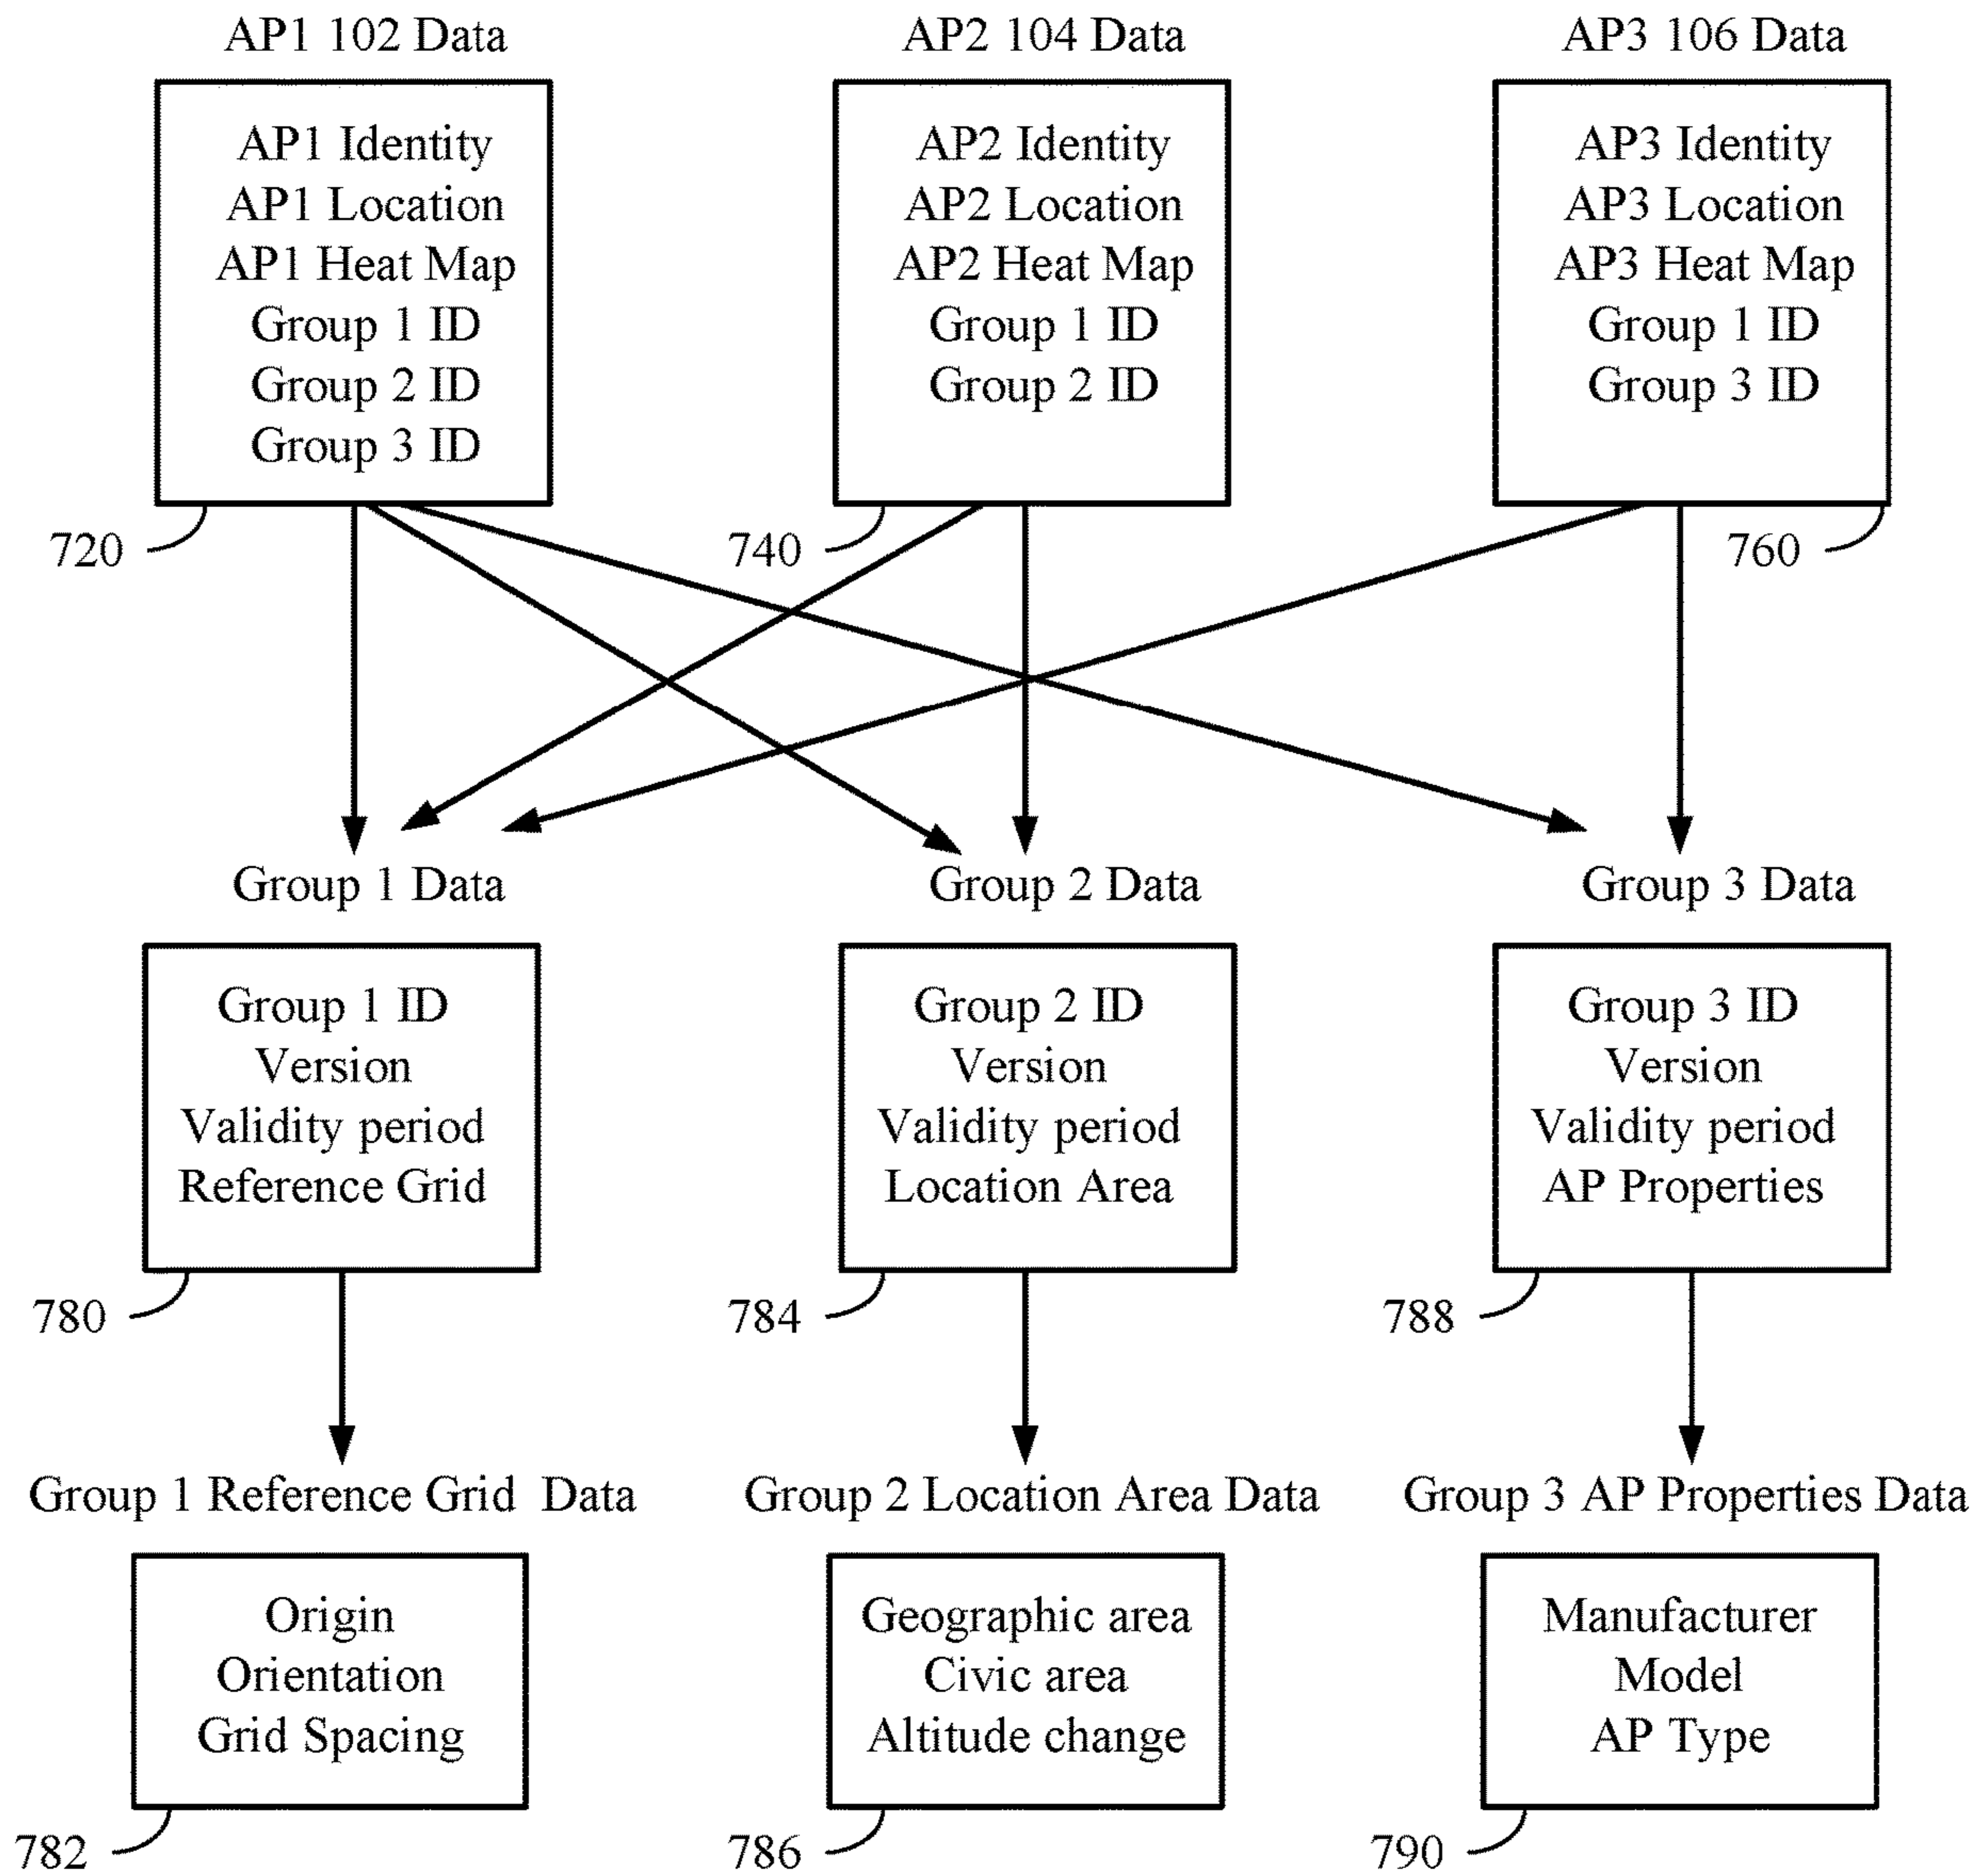 AP1 102 Data
AP2 104 Data
AP3 106 Data
AP1 Identity
AP1 Location
AP1 Heat Map
Group 1 ID
Group 2 ID
Group 3 ID
AP2 Identity
AP2 Location
AP2 Heat Map
Group 1 ID
Group 2 ID
AP3 Identity
AP3 Location
AP3 Heat Map
Group 1 ID
Group 3 ID
720
740
760
Group 1 Data
Group 2 Data
Group 3 Data
Group 1 ID
Version
Validity period
Reference Grid
Group 2 ID
Version
Validity period
Location Area
Group 3 ID
Version
Validity period
AP Properties
780
784
788
Group 1 Reference Grid Data
Group 2 Location Area Data
Group 3 AP Properties Data
Origin
Orientation
Grid Spacing
Geographic area
Civic area
Altitude change
Manufacturer
Model
AP Type
782
786
790